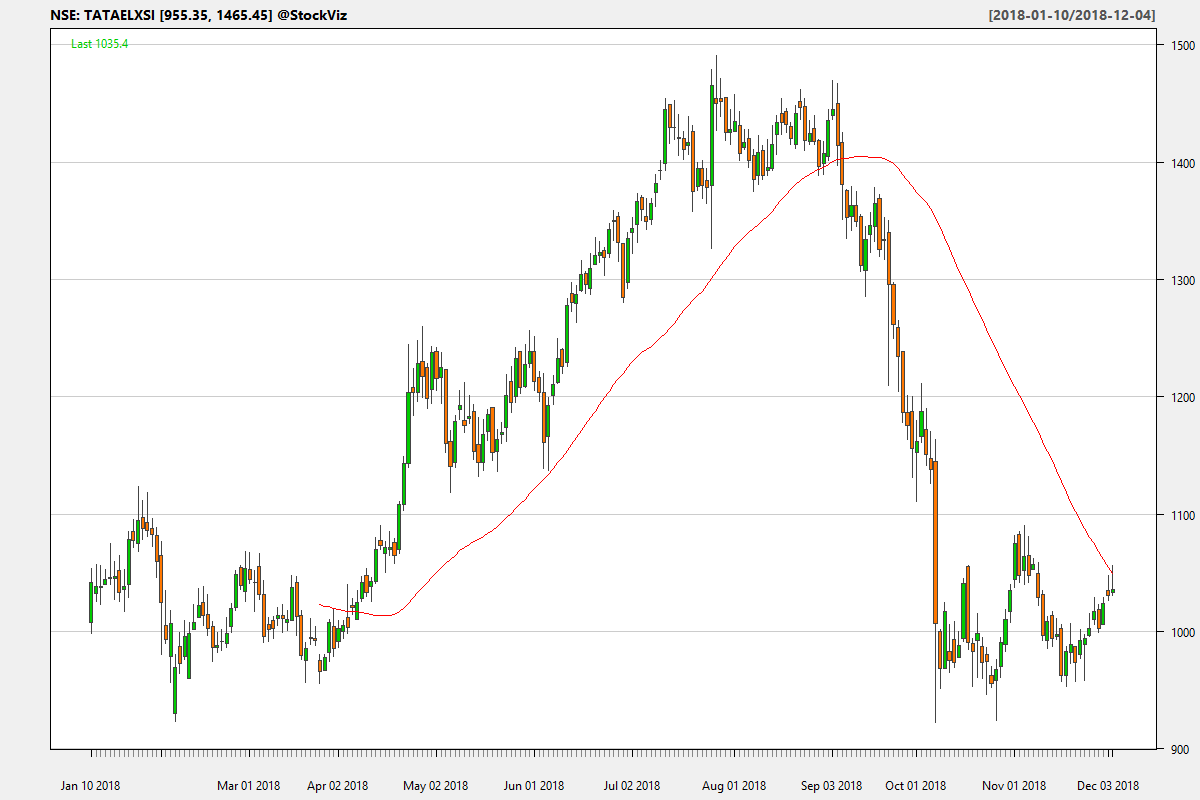 NSE: TATAELXSI [955.35, 1465.45] @StockViz [2018-01-10/2018-12-04]
Last 1035.4
1500
1400
1300
1200
1100
1000
900
Jan 10 2018 Mar 01 2018 Apr 02 2018 May 02 2018 Jun 01 2018 Jul 02 2018 Aug 01 2018 Sep 03 2018 Oct 01 2018 Nov 01 2018 Dec 03 2018